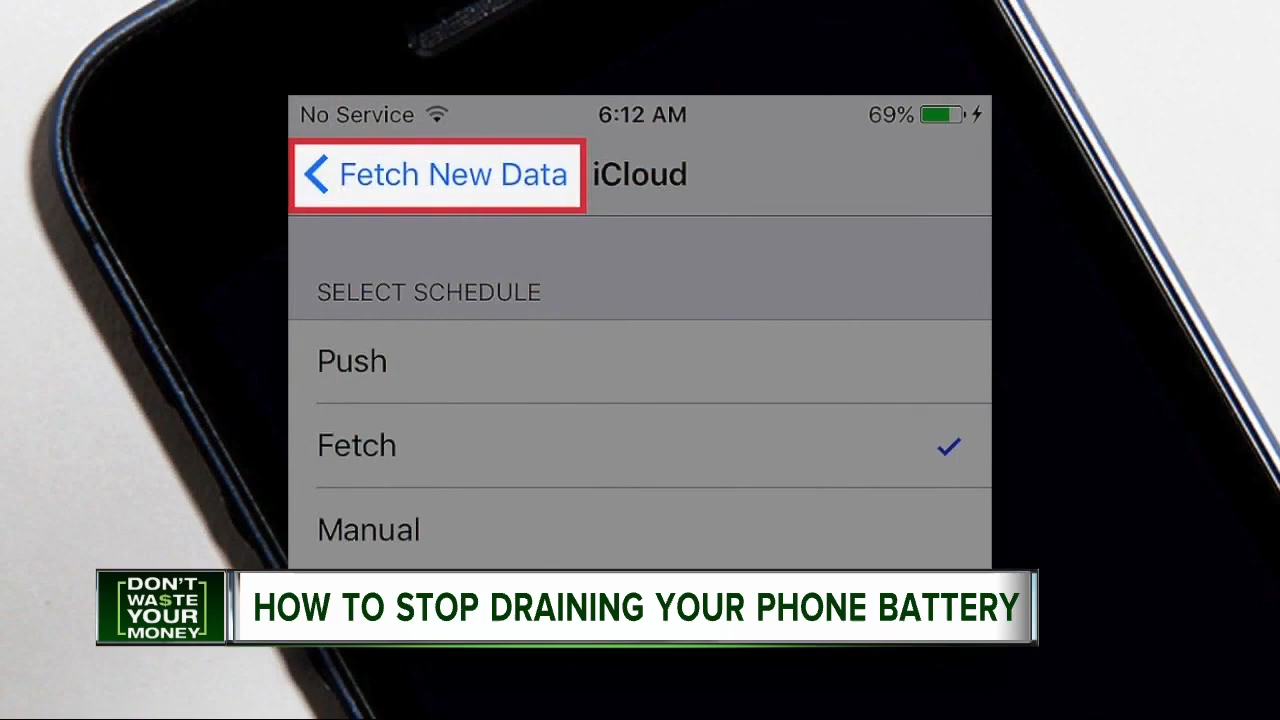 No Service 6:12 AM 69%
Fetch New Data iCloud
SELECT SCHEDULE
Push
Fetch
Manual
DON'T
WA$TE
YOUR
MONEY
HOW TO STOP DRAINING YOUR PHONE BATTERY